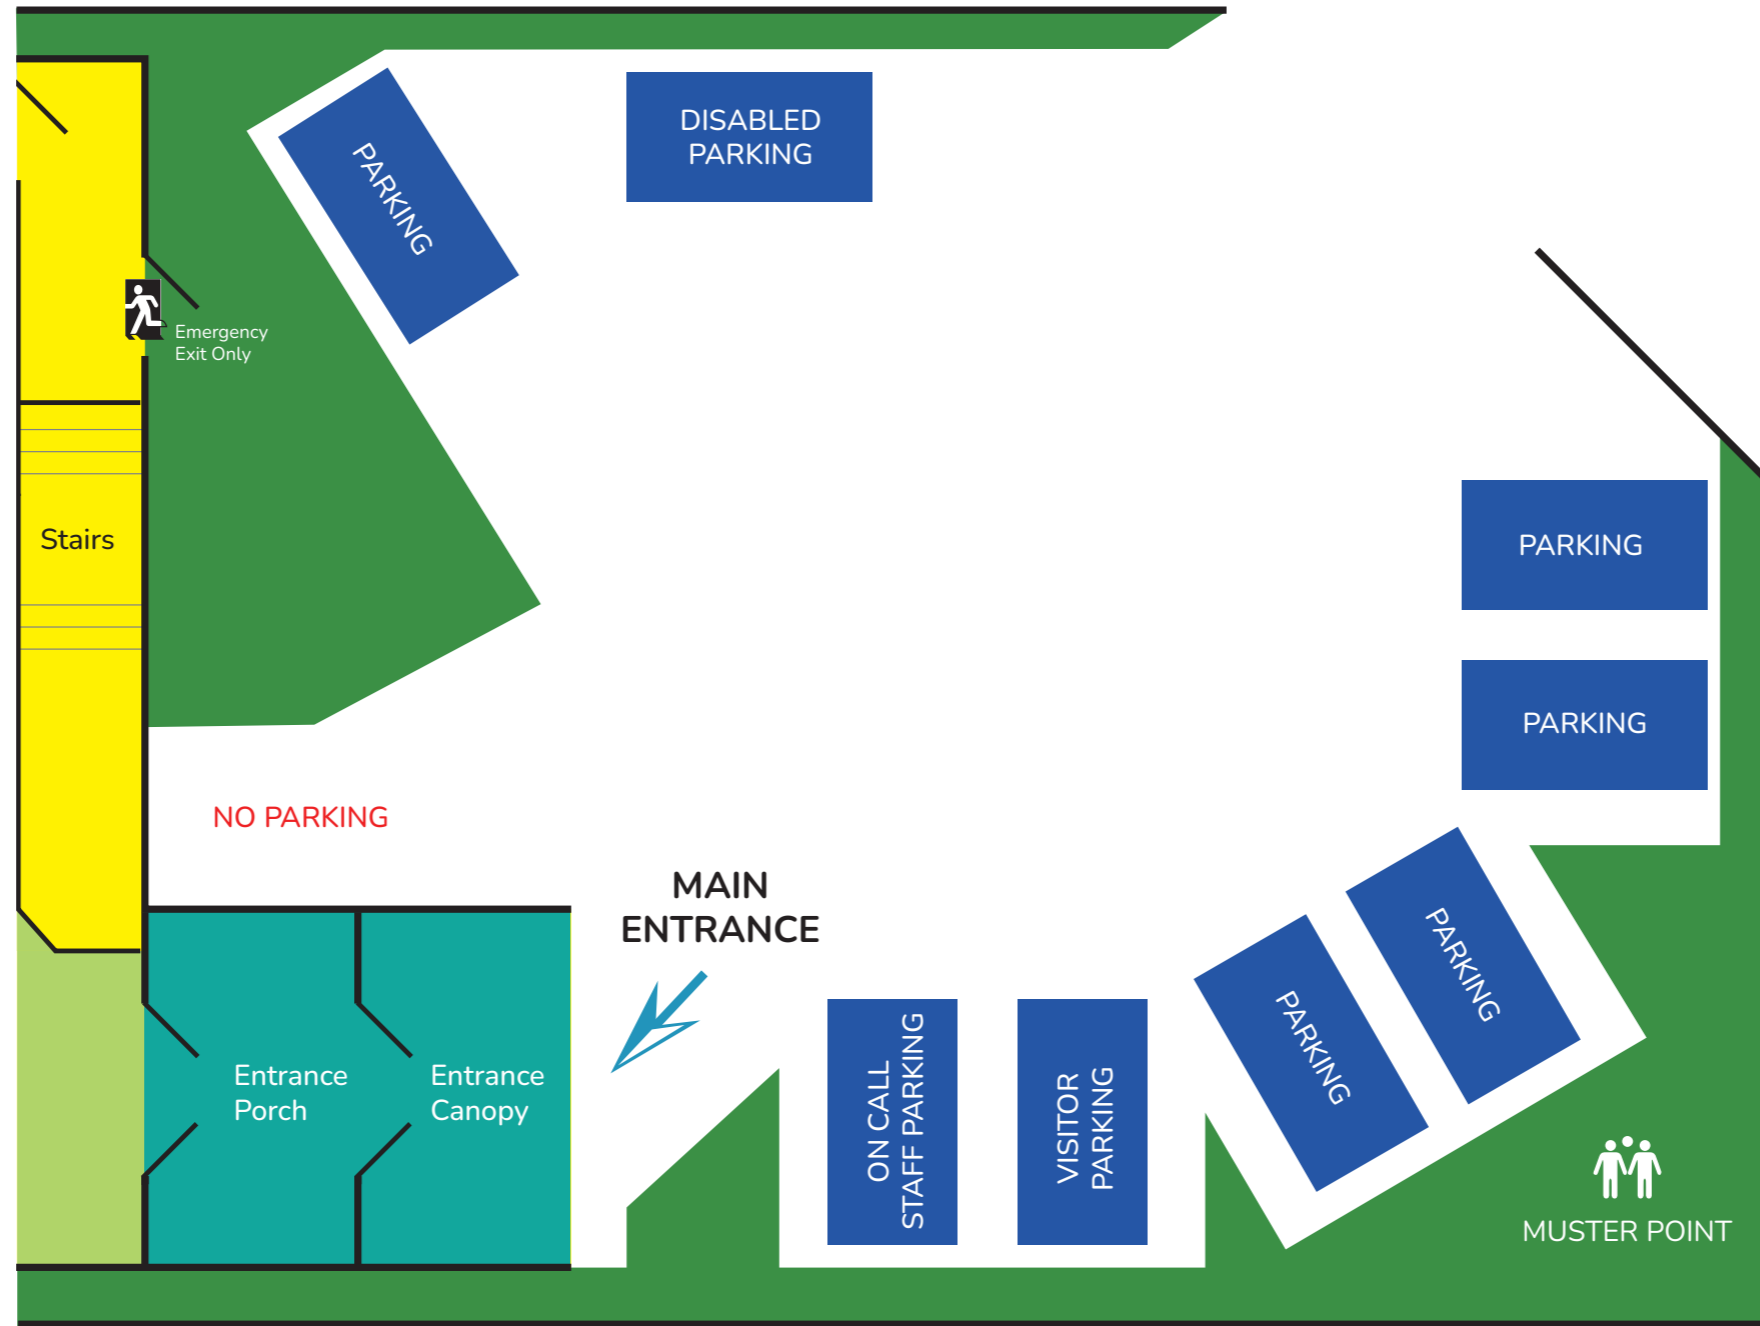 DISABLED
PARKING
PARKING
Emergency
Exit Only
Stairs
PARKING
PARKING
NO PARKING
MAIN
ENTRANCE
PARKING
PARKING
ON CALL
STAFF PARKING
VISITOR
PARKING
Entrance
Porch
Entrance
Canopy
MUSTER POINT